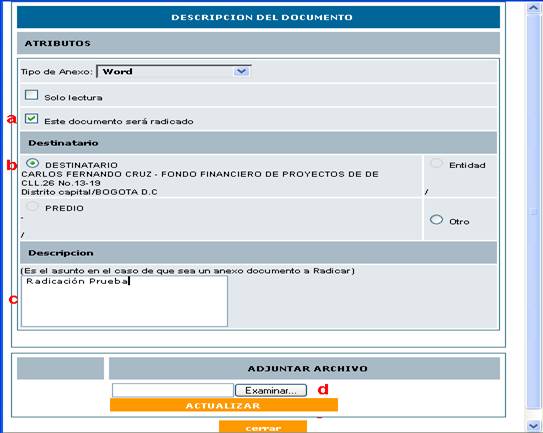 DESCRIPCION DEL DOCUMENTO
ATRIBUTOS
Tipo de Anexo: Word
Solo lectura
a Este documento será radicado
Destinatario
b DESTINATARIO Entidad
CARLOS FERNANDO CRUZ - FONDO FINANCIERO DE PROYECTOS DE DE
CLL.26 No.13-19
Distrito capital/BOGOTA D.C /
PREDIO
- Otro
/
Descripcion
(Es el asunto en el caso de que sea un anexo documento a Radicar)
c Radicación Prueba
ADJUNTAR ARCHIVO
Examinar... d
ACTUALIZAR
cerrar